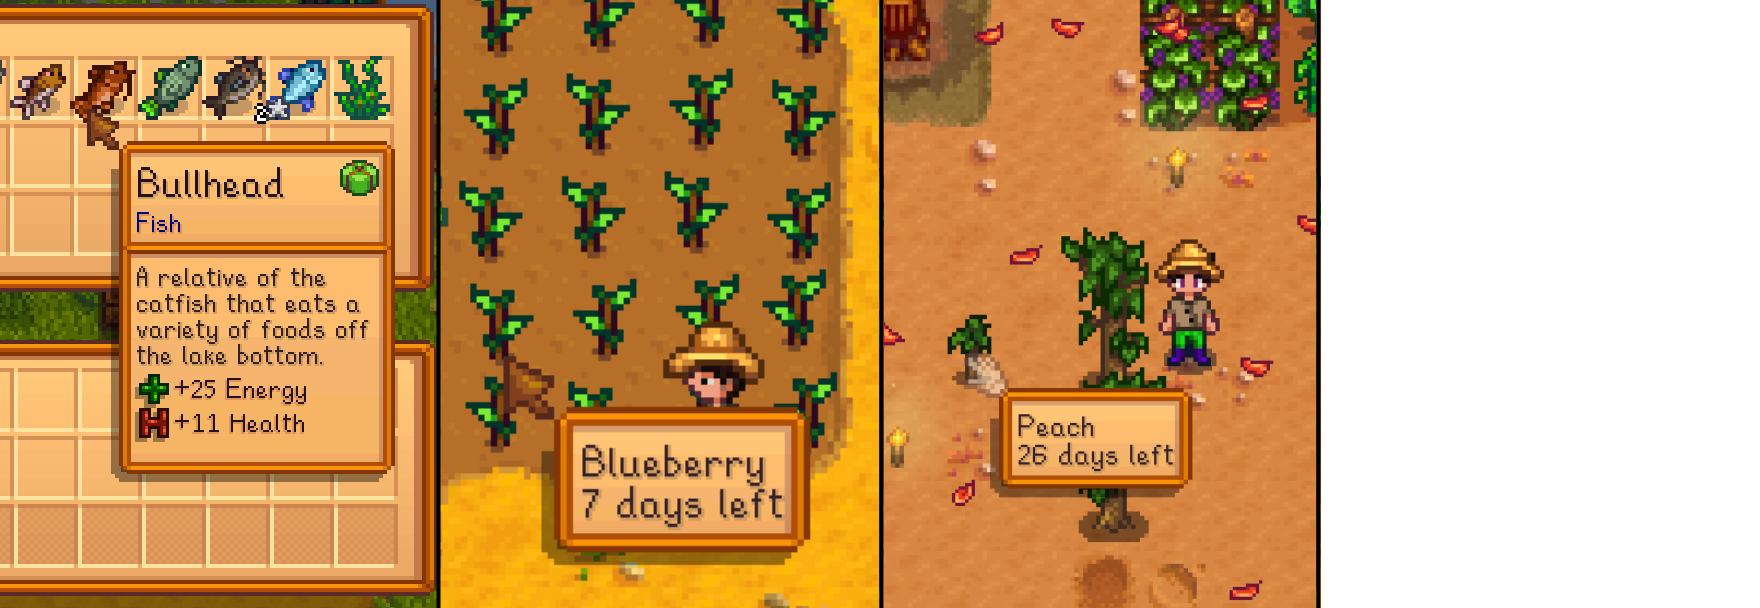 Bullhead
Fish
A relative of the
catfish that eats a
variety of foods off
the lake bottom.
+25 Energy
+11 Health
Blueberry
7 days left
Peach
26 days left